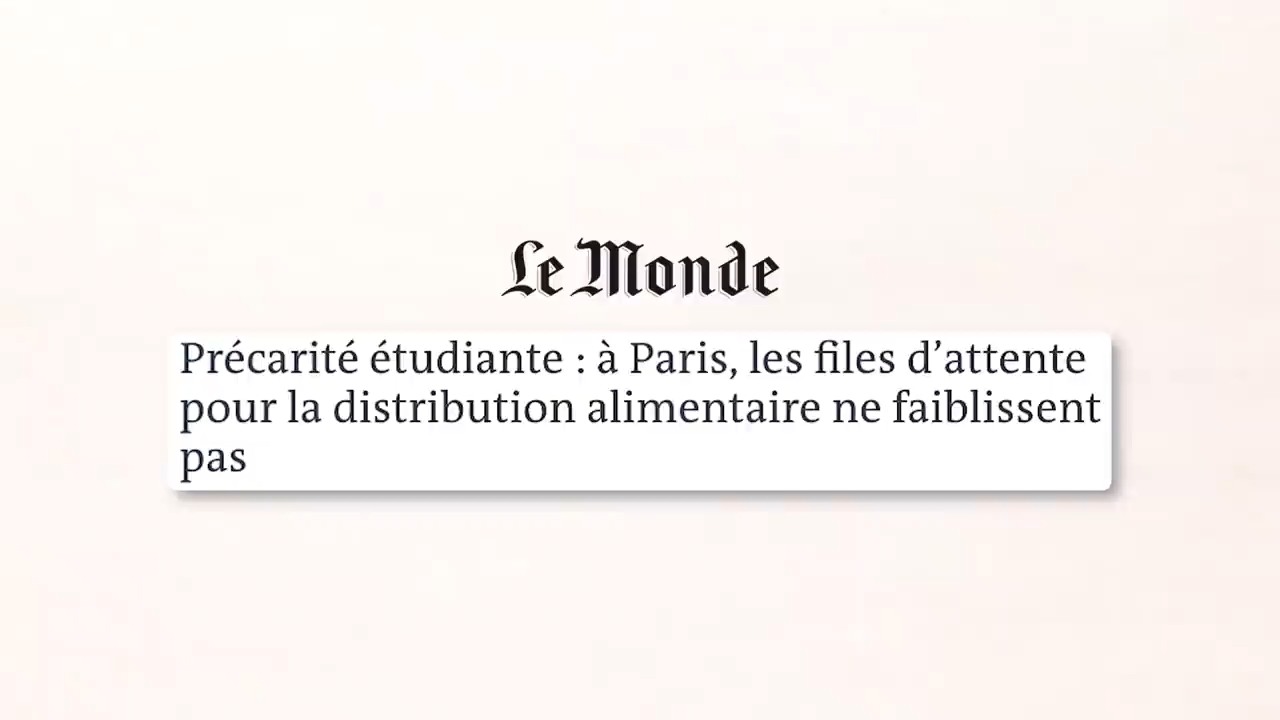 Le Monde
Précarité étudiante : à Paris, les files d’attente
pour la distribution alimentaire ne faiblissent
pas